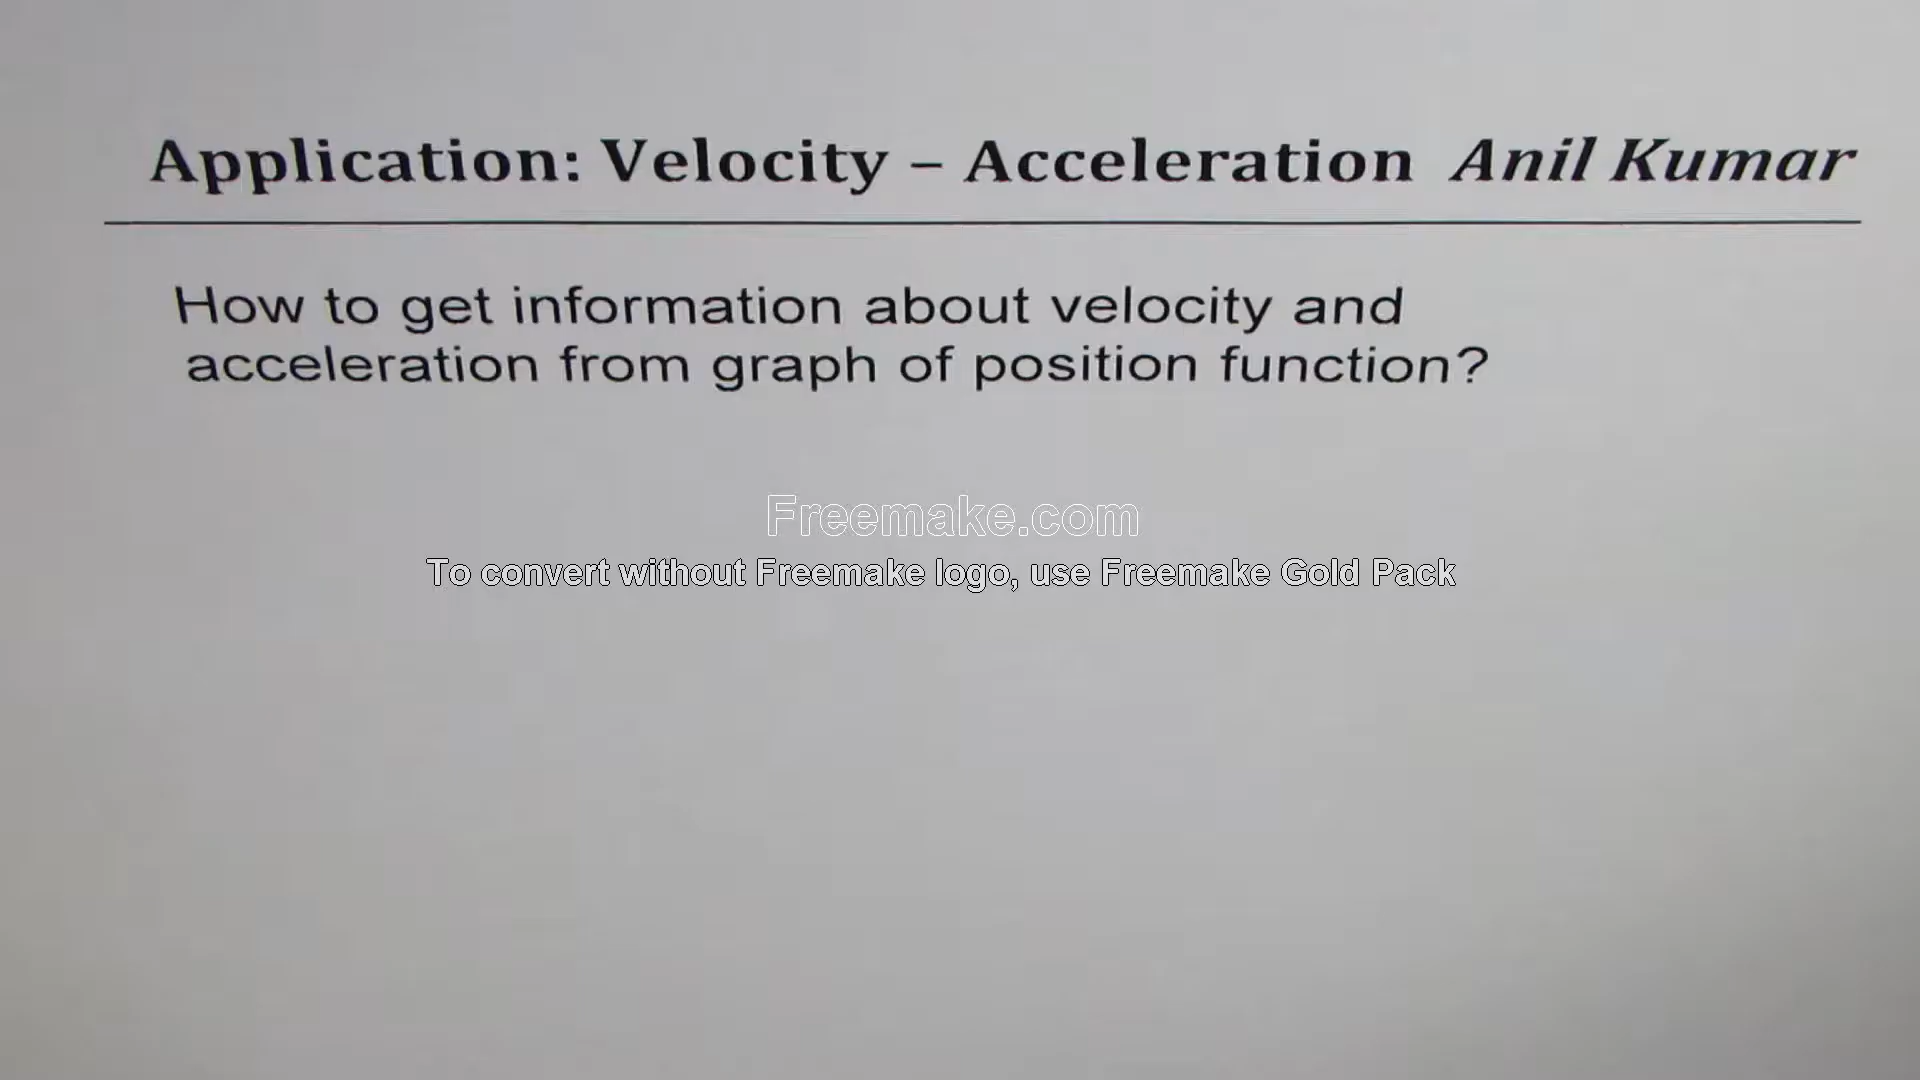 Application: Velocity – Acceleration Anil Kumar
How to get information about velocity and
acceleration from graph of position function?
Freemake.com
To convert without Freemake logo, use Freemake Gold Pack